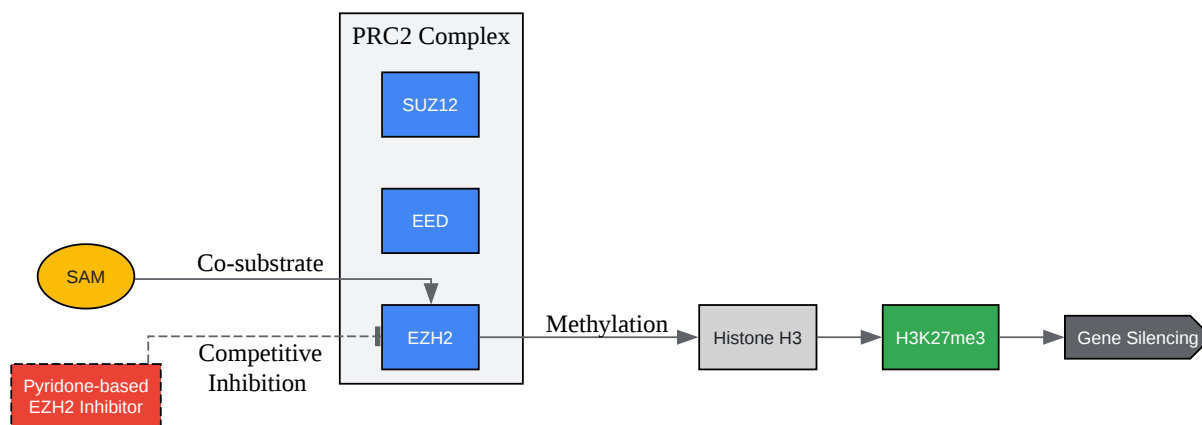 PRC2 Complex
SUZ12
EED
SAM
Co-substrate
EZH2
Methylation
Histone H3
H3K27me3
Gene Silencing
Competitive
Inhibition
Pyridone-based
EZH2 Inhibitor